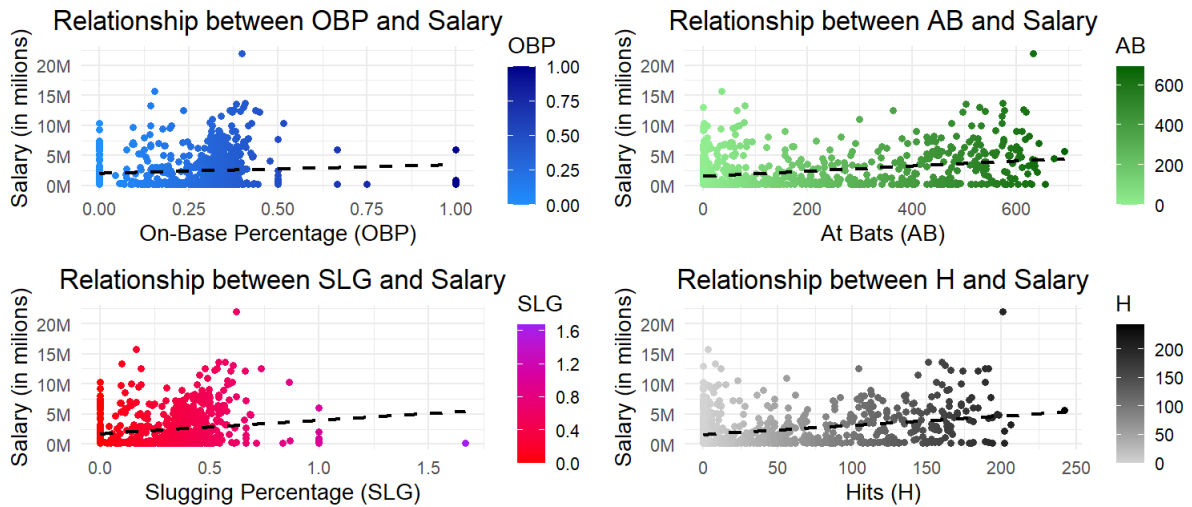 Relationship between OBP and Salary
Salary (in milions)
20M
15M
10M
5M
0M
0.00 0.25 0.50 0.75 1.00
On-Base Percentage (OBP)
OBP
1.00
0.75
0.50
0.25
0.00
Relationship between AB and Salary
Salary (in milions)
20M
15M
10M
5M
0M
0 200 400 600
At Bats (AB)
AB
600
400
200
0
Relationship between SLG and Salary
Salary (in milions)
20M
15M
10M
5M
0M
0.0 0.5 1.0 1.5
Slugging Percentage (SLG)
SLG
1.6
1.2
0.8
0.4
0.0
Relationship between H and Salary
Salary (in milions)
20M
15M
10M
5M
0M
0 50 100 150 200 250
Hits (H)
H
200
150
100
50
0